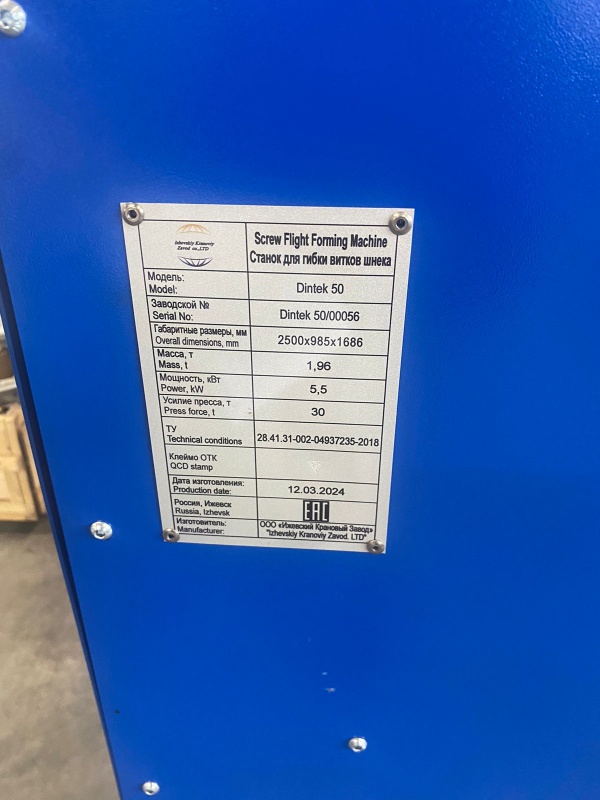 Izhevskiy Kranoviy
Zavod co.,LTD
Screw Flight Forming Machine
Станок для гибки витков шнека
Модель:
Model:
Dintek 50
Заводской №
Serial No:
Dintek 50/00056
Габаритные размеры, мм
Overall dimensions, mm
2500x985x1686
Масса, т
Mass, t
1,96
Мощность, кВт
Power, kW
5,5
Усилие пресса, т
Press force, t
30
ТУ
Technical conditions
28.41.31-002-04937235-2018
Клеймо ОТК
QCD stamp
Дата изготовления:
Production date:
12.03.2024
Россия, Ижевск
Russia, Izhevsk
EAC
Изготовитель:
Manufacturer:
ООО «Ижевский Крановый Завод»
"Izhevskiy Kranoviy Zavod. LTD"